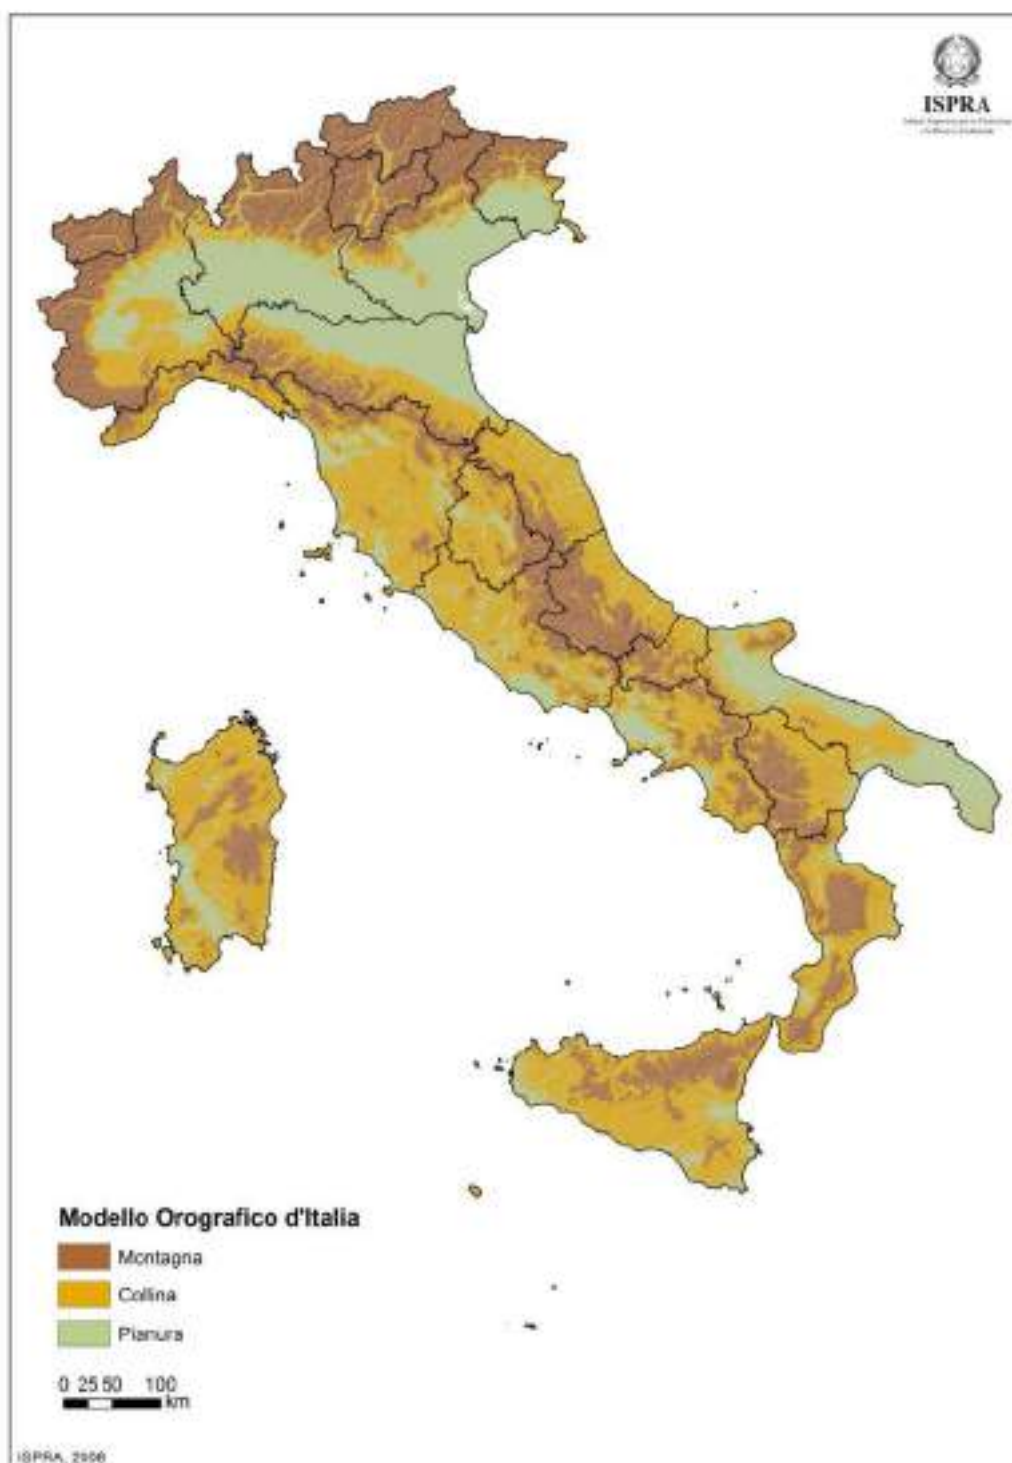 ISPRA
Modello Orografico d'Italia
Montagna
Collina
Pianura
0 25 50 100
km
ISPRA, 2008